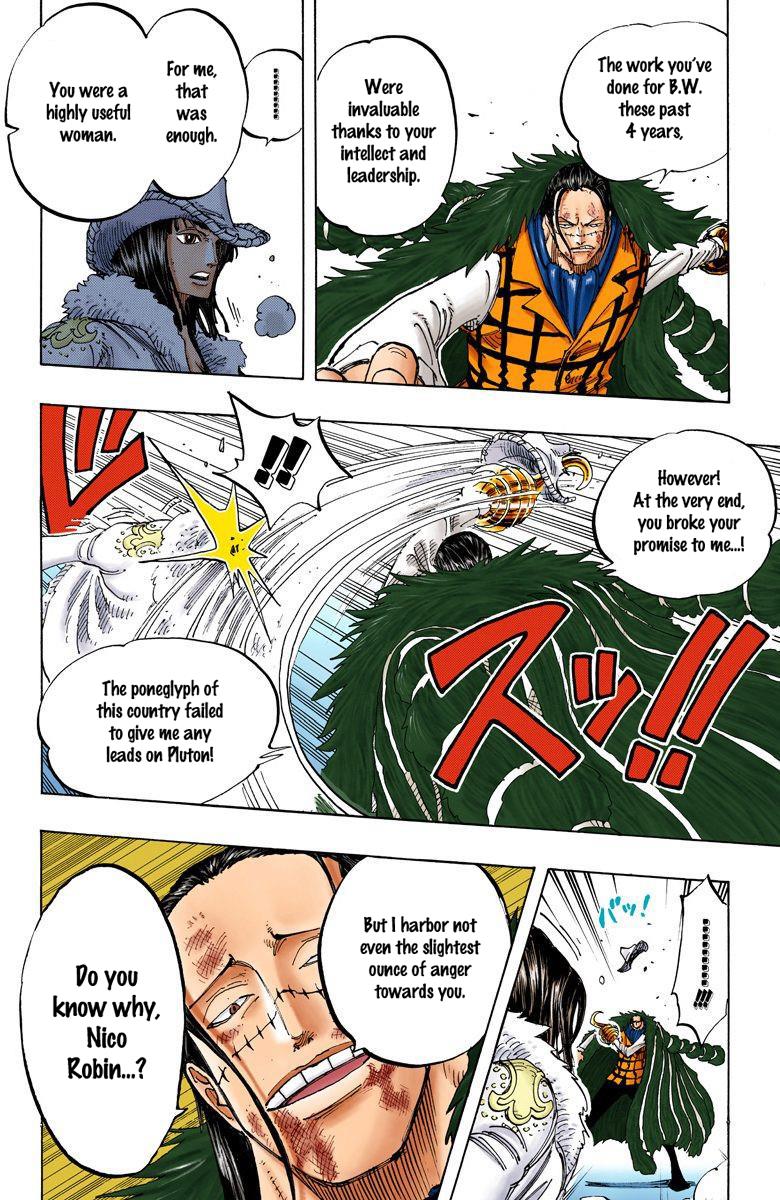 The work you've
done for B.W.
these past
4 years,
Were
invaluable
thanks to your
intellect and
leadership.
For me,
that
was
enough.
You were a
highly useful
woman.
However!
At the very end,
you broke your
promise to me...!
!!
ド
スッ!!
The poneglyph of
this country failed
to give me any
leads on Pluton!
バッ!
!!!
But I harbor not
even the slightest
ounce of anger
towards you.
Do you
know why,
Nico
Robin...?